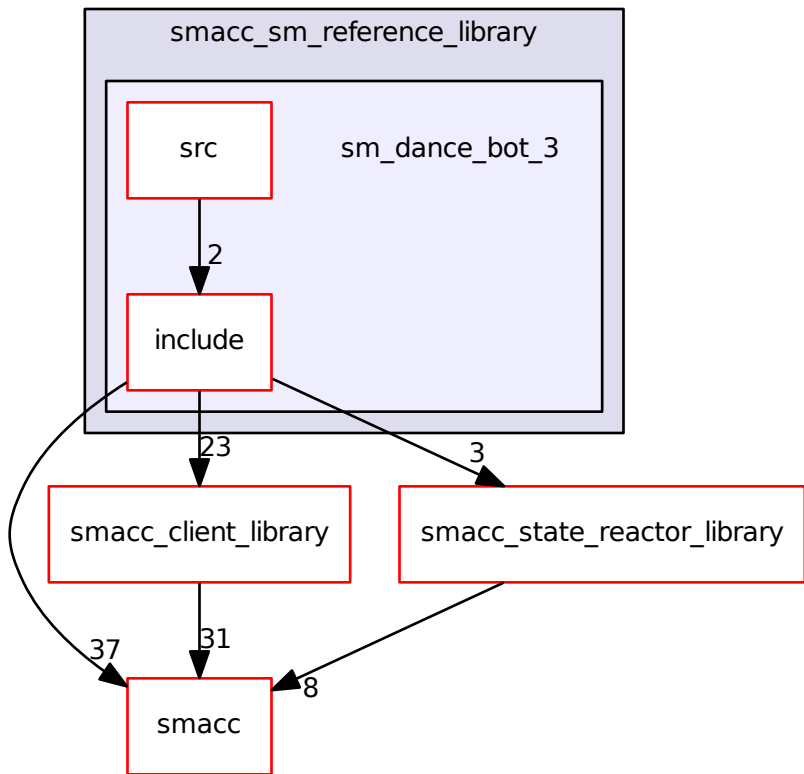 smacc_sm_reference_library
src
sm_dance_bot_3
2
include
23
3
smacc_client_library
smacc_state_reactor_library
37
31
8
smacc